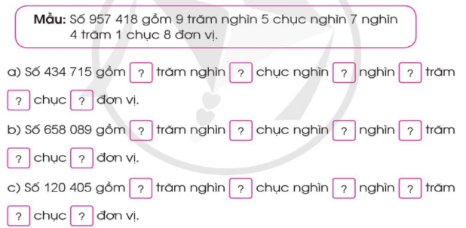 Mẫu: Số 957 418 gồm 9 trăm nghìn 5 chục nghìn 7 nghìn
4 trăm 1 chục 8 đơn vị.
a) Số 434 715 gồm ? trăm nghìn ? chục nghìn ? nghìn ? trăm
? chục ? đơn vị.
b) Số 658 089 gồm ? trăm nghìn ? chục nghìn ? nghìn ? trăm
? chục ? đơn vị.
c) Số 120 405 gồm ? trăm nghìn ? chục nghìn ? nghìn ? trăm
? chục ? đơn vị.